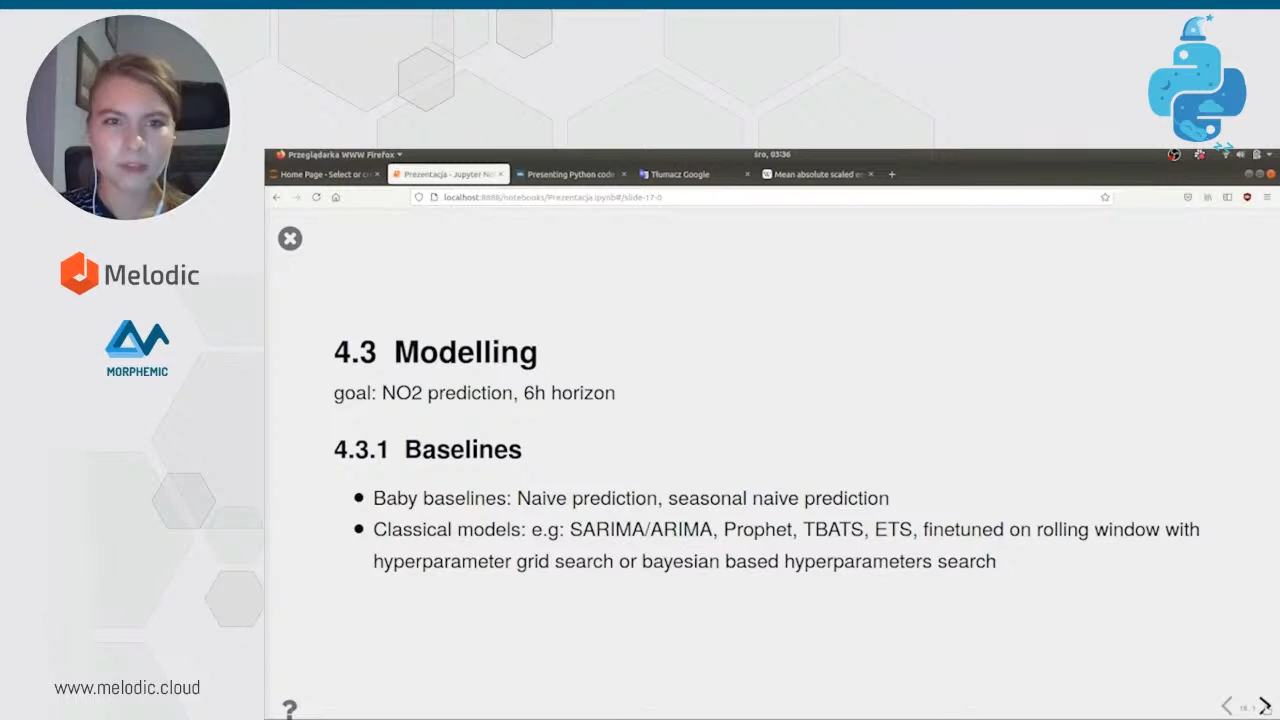 Przeglądarka WWW Firefox
śro, 03:36
Home Page - Select or cr
Prezentacja - Jupyter No
Presenting Python code
Tłumacz Google
Mean absolute scaled e
localhost:8888/notebooks/Prezentacja.ipynb#/slide-17-0
Melodic
MORPHEMIC
4.3 Modelling
goal: NO2 prediction, 6h horizon
4.3.1 Baselines
Baby baselines: Naive prediction, seasonal naive prediction
Classical models: e.g: SARIMA/ARIMA, Prophet, TBATS, ETS, finetuned on rolling window with
hyperparameter grid search or bayesian based hyperparameters search
www.melodic.cloud
?